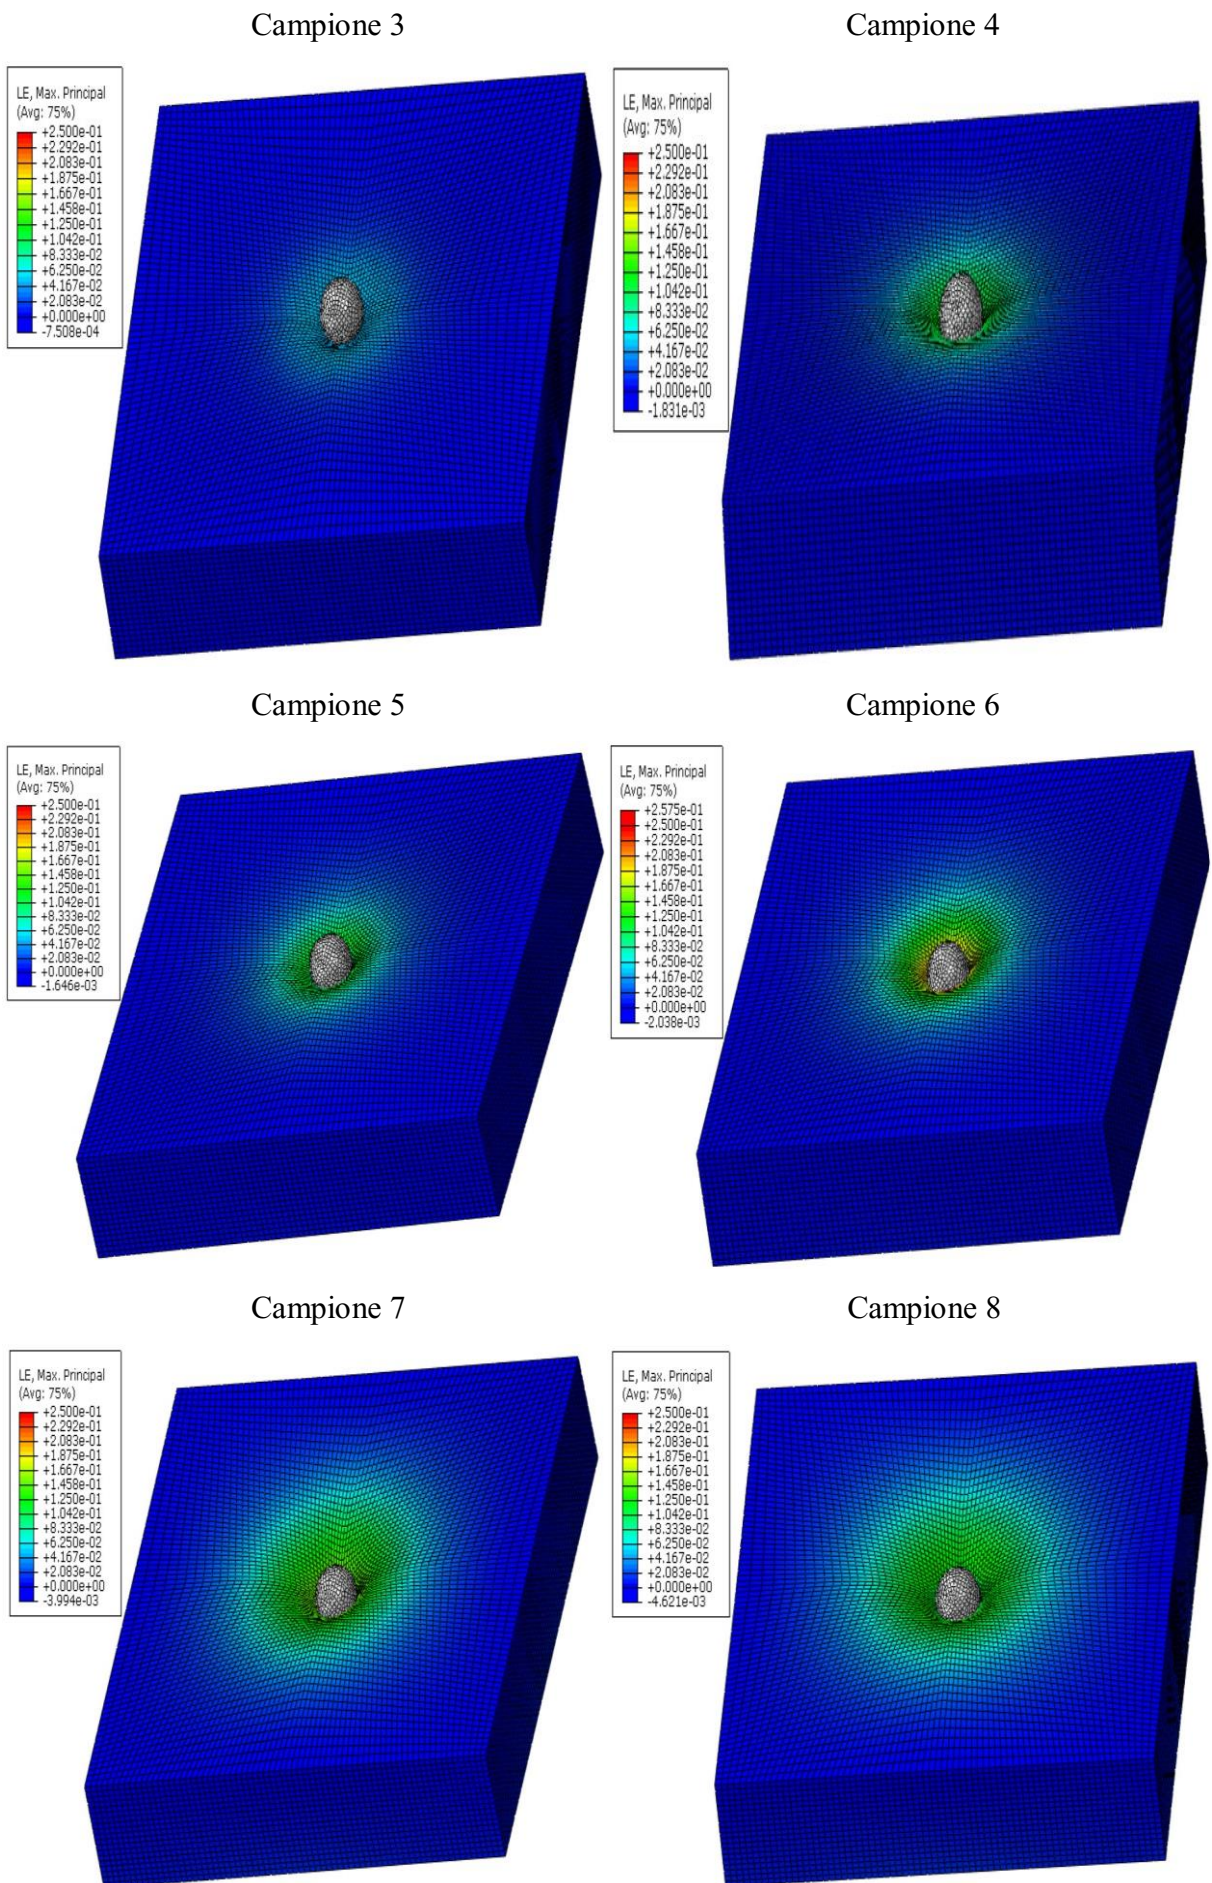 Campione 3
Campione 4
LE, Max. Principal
(Avg: 75%)
+2.500e-01
+2.292e-01
+2.083e-01
+1.875e-01
+1.667e-01
+1.458e-01
+1.250e-01
+1.042e-01
+8.333e-02
+6.250e-02
+4.167e-02
+2.083e-02
+0.000e+00
-7.508e-04
LE, Max. Principal
(Avg: 75%)
+2.500e-01
+2.292e-01
+2.083e-01
+1.875e-01
+1.667e-01
+1.458e-01
+1.250e-01
+1.042e-01
+8.333e-02
+6.250e-02
+4.167e-02
+2.083e-02
+0.000e+00
-1.831e-03
Campione 5
Campione 6
LE, Max. Principal
(Avg: 75%)
+2.500e-01
+2.292e-01
+2.083e-01
+1.875e-01
+1.667e-01
+1.458e-01
+1.250e-01
+1.042e-01
+8.333e-02
+6.250e-02
+4.167e-02
+2.083e-02
+0.000e+00
-1.646e-03
LE, Max. Principal
(Avg: 75%)
+2.575e-01
+2.500e-01
+2.292e-01
+2.083e-01
+1.875e-01
+1.667e-01
+1.458e-01
+1.250e-01
+1.042e-01
+8.333e-02
+6.250e-02
+4.167e-02
+2.083e-02
+0.000e+00
-2.038e-03
Campione 7
Campione 8
LE, Max. Principal
(Avg: 75%)
+2.500e-01
+2.292e-01
+2.083e-01
+1.875e-01
+1.667e-01
+1.458e-01
+1.250e-01
+1.042e-01
+8.333e-02
+6.250e-02
+4.167e-02
+2.083e-02
+0.000e+00
-3.994e-03
LE, Max. Principal
(Avg: 75%)
+2.500e-01
+2.292e-01
+2.083e-01
+1.875e-01
+1.667e-01
+1.458e-01
+1.250e-01
+1.042e-01
+8.333e-02
+6.250e-02
+4.167e-02
+2.083e-02
+0.000e+00
-4.621e-03